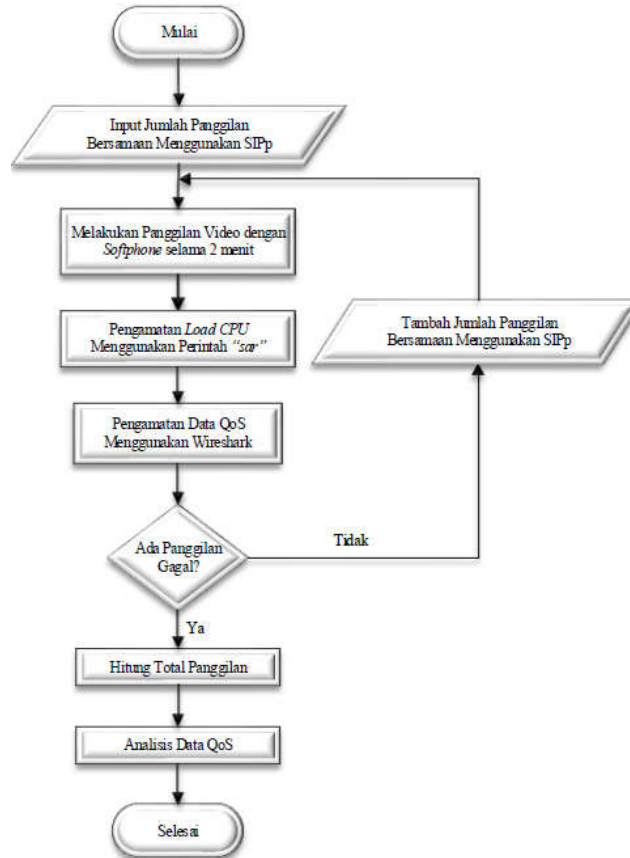 Mulai
Input Jumlah Panggilan
Bersamaan Menggunakan SIPp
Melakukan Panggilan Video dengan
Softphone selama 2 menit
Pengamatan Load CPU
Menggunakan Perintah “sar”
Tambah Jumlah Panggilan
Bersamaan Menggunakan SIPp
Pengamatan Data QoS
Menggunakan Wireshark
Ada Panggilan
Gagal?
Tidak
Ya
Hitung Total Panggilan
Analisis Data QoS
Selesai